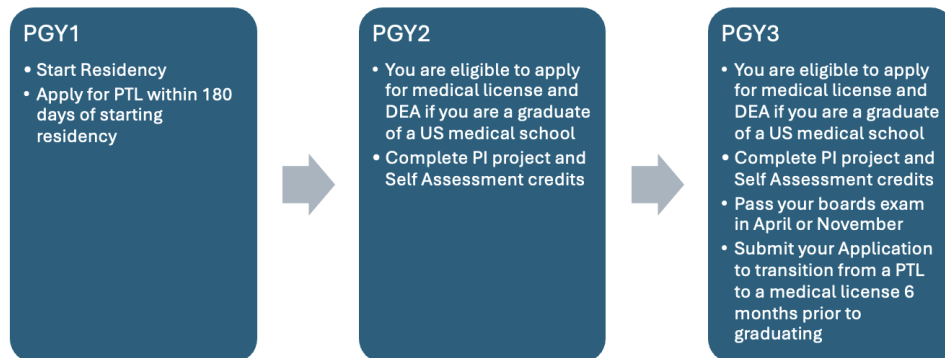 PGY1
• Start Residency
• Apply for PTL within 180
days of starting
residency
PGY2
• You are eligible to apply
for medical license and
DEA if you are a graduate
of a US medical school
• Complete PI project and
Self Assessment credits
PGY3
• You are eligible to apply
for medical license and
DEA if you are a graduate
of a US medical school
• Complete PI project and
Self Assessment credits
• Pass your boards exam
in April or November
• Submit your Application
to transition from a PTL
to a medical license 6
months prior to
graduating